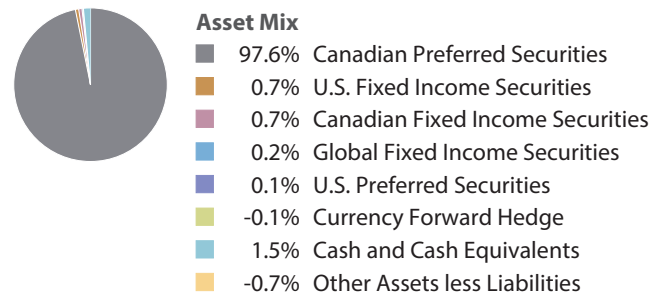 Asset Mix
97.6% Canadian Preferred Securities
0.7% U.S. Fixed Income Securities
0.7% Canadian Fixed Income Securities
0.2% Global Fixed Income Securities
0.1% U.S. Preferred Securities
-0.1% Currency Forward Hedge
1.5% Cash and Cash Equivalents
-0.7% Other Assets less Liabilities